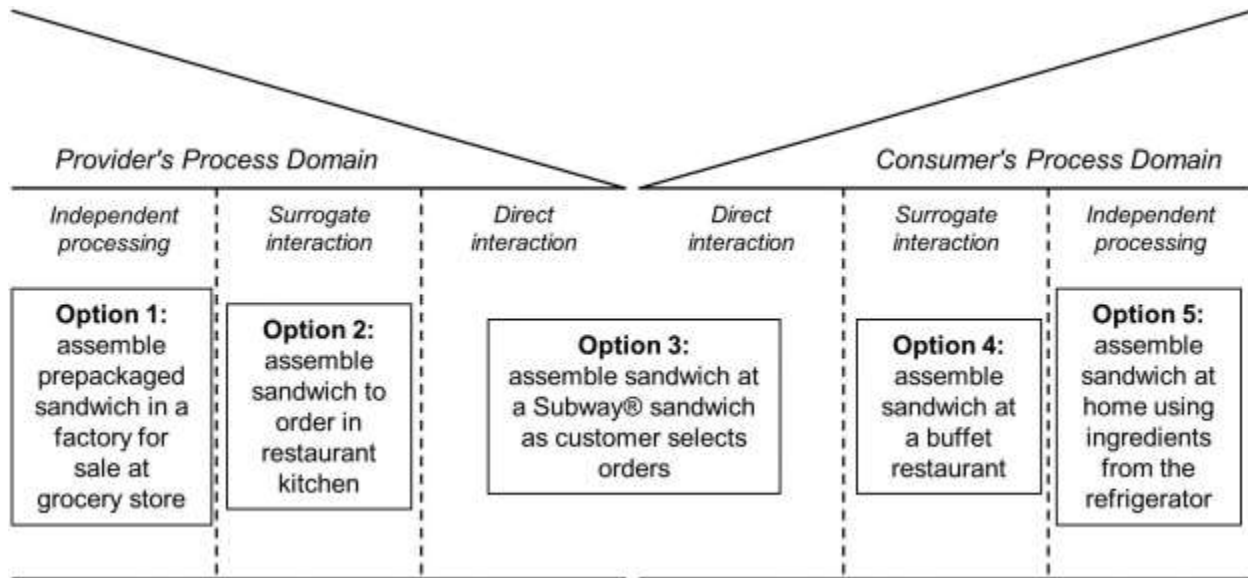 Provider's Process Domain
Consumer's Process Domain
Independent
processing
Surrogate
interaction
Direct
interaction
Direct
interaction
Surrogate
interaction
Independent
processing
Option 1:
assemble
prepackaged
sandwich in a
factory for
sale at
grocery store
Option 2:
assemble
sandwich to
order in
restaurant
kitchen
Option 3:
assemble sandwich at
a Subway® sandwich
as customer selects
orders
Option 4:
assemble
sandwich at
a buffet
restaurant
Option 5:
assemble
sandwich at
home using
ingredients
from the
refrigerator